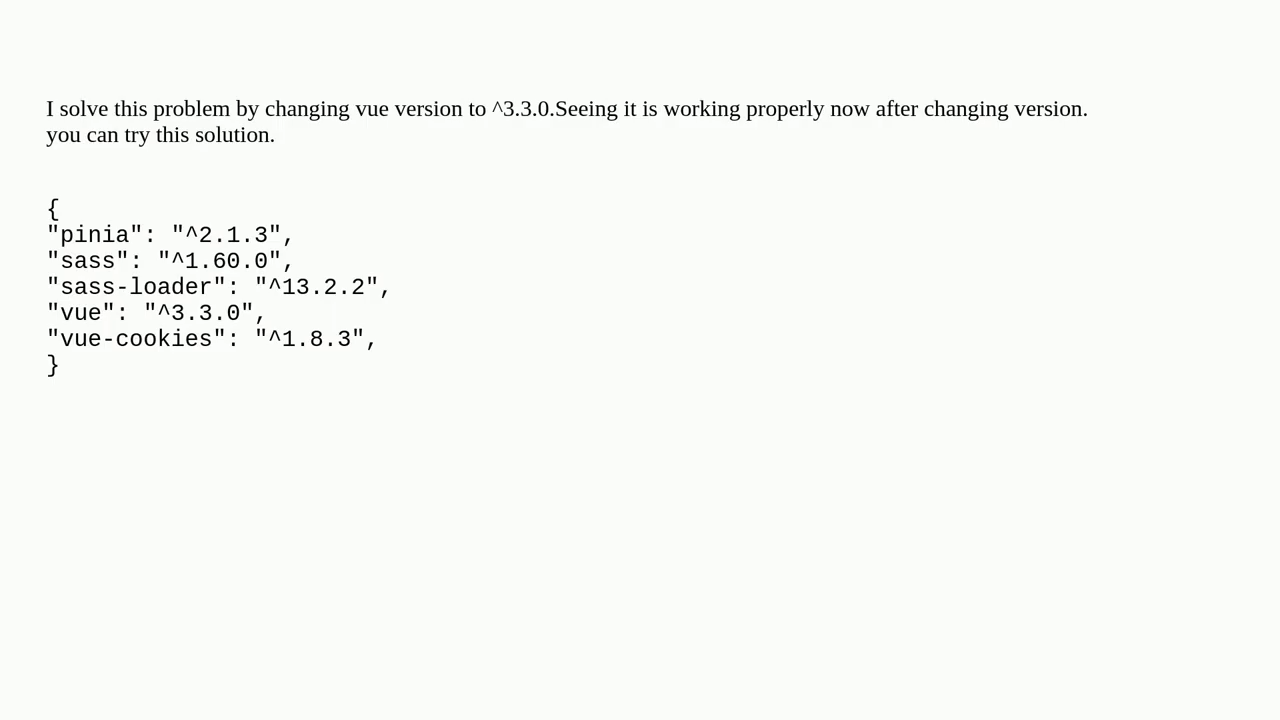 I solve this problem by changing vue version to ^3.3.0.Seeing it is working properly now after changing version.
you can try this solution.
{
"pinia": "^2.1.3",
"sass": "^1.60.0",
"sass-loader": "^13.2.2",
"vue": "^3.3.0",
"vue-cookies": "^1.8.3",
}